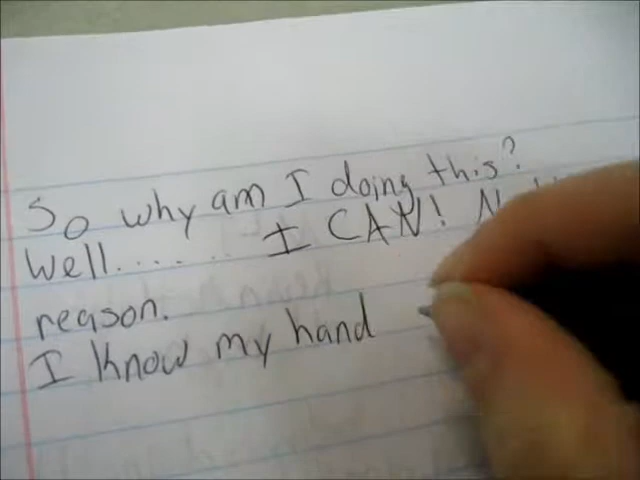 So why am I doing this?
Well....... I CAN!
reason.
I know my hand